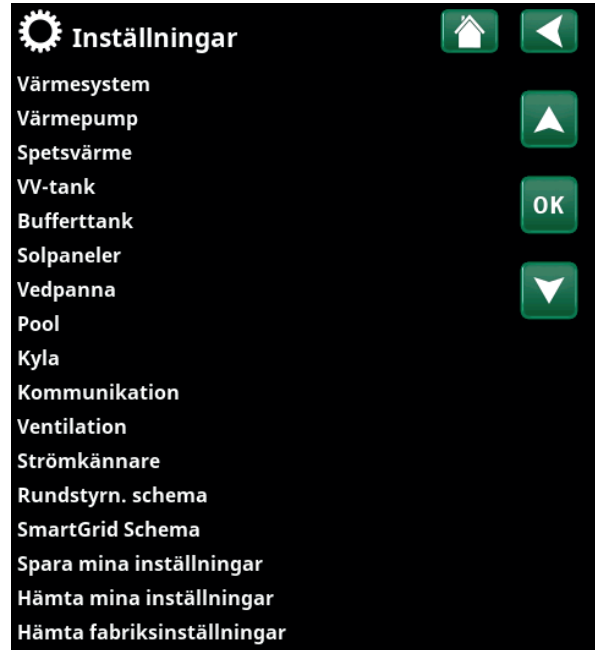 Inställningar
Värmesystem
Värmepump
Spetsvärme
VV-tank
OK
Bufferttank
Solpaneler
Vedpanna
Pool
Kyla
Kommunikation
Ventilation
Strömkännare
Rundstyrn. schema
SmartGrid Schema
Spara mina inställningar
Hämta mina inställningar
Hämta fabriksinställningar